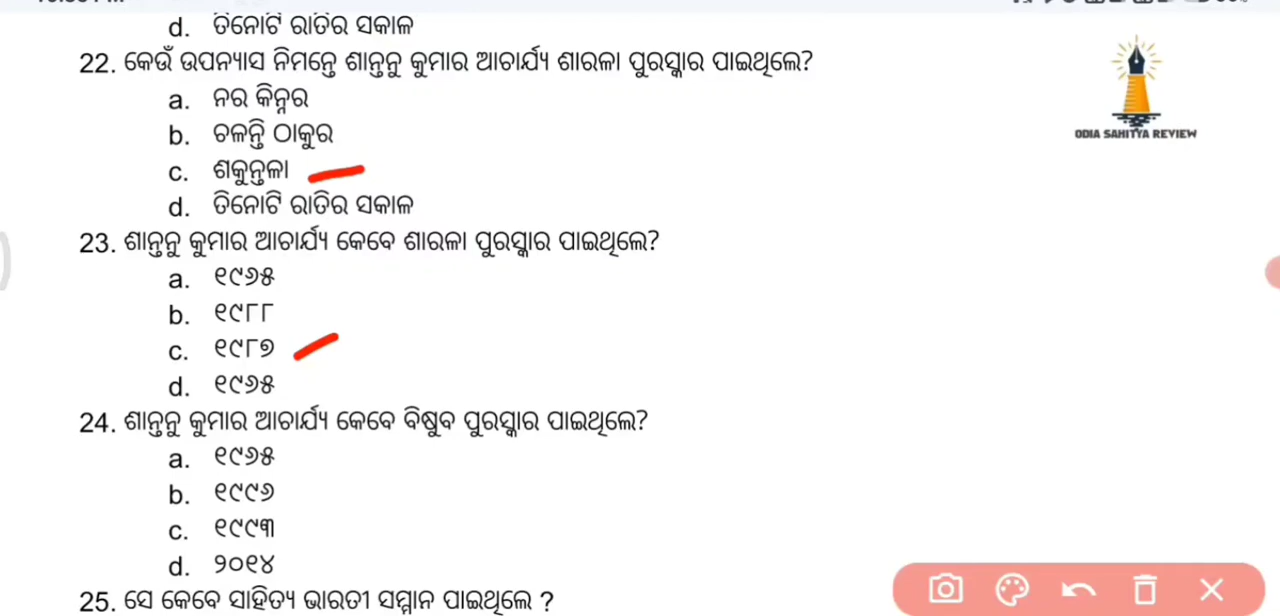 d. ତିନୋଟି ରାତିର ସକାଳ
22. କେଉଁ ଉପନ୍ୟାସ ନିମନ୍ତେ ଶାନ୍ତନୁ କୁମାର ଆଚାର୍ଯ୍ୟ ଶାରଳା ପୁରସ୍କାର ପାଇଥିଲେ?
a. ନର କିନ୍ନର
b. ଚଳନ୍ତି ଠାକୁର
c. ଶକୁନ୍ତଳା
d. ତିନୋଟି ରାତିର ସକାଳ
23. ଶାନ୍ତନୁ କୁମାର ଆଚାର୍ଯ୍ୟ କେବେ ଶାରଳା ପୁରସ୍କାର ପାଇଥିଲେ?
a. ୧୯୬୫
b. ୧୯୮୮
c. ୧୯୮୭
d. ୧୯୬୫
24. ଶାନ୍ତନୁ କୁମାର ଆଚାର୍ଯ୍ୟ କେବେ ବିଷୁବ ପୁରସ୍କାର ପାଇଥିଲେ?
a. ୧୯୬୫
b. ୧୯୯୬
c. ୧୯୯୩
d. ୨୦୧୪
25. ସେ କେବେ ସାହିତ୍ୟ ଭାରତୀ ସମ୍ମାନ ପାଇଥିଲେ ?
ODIA SAHITYA REVIEW